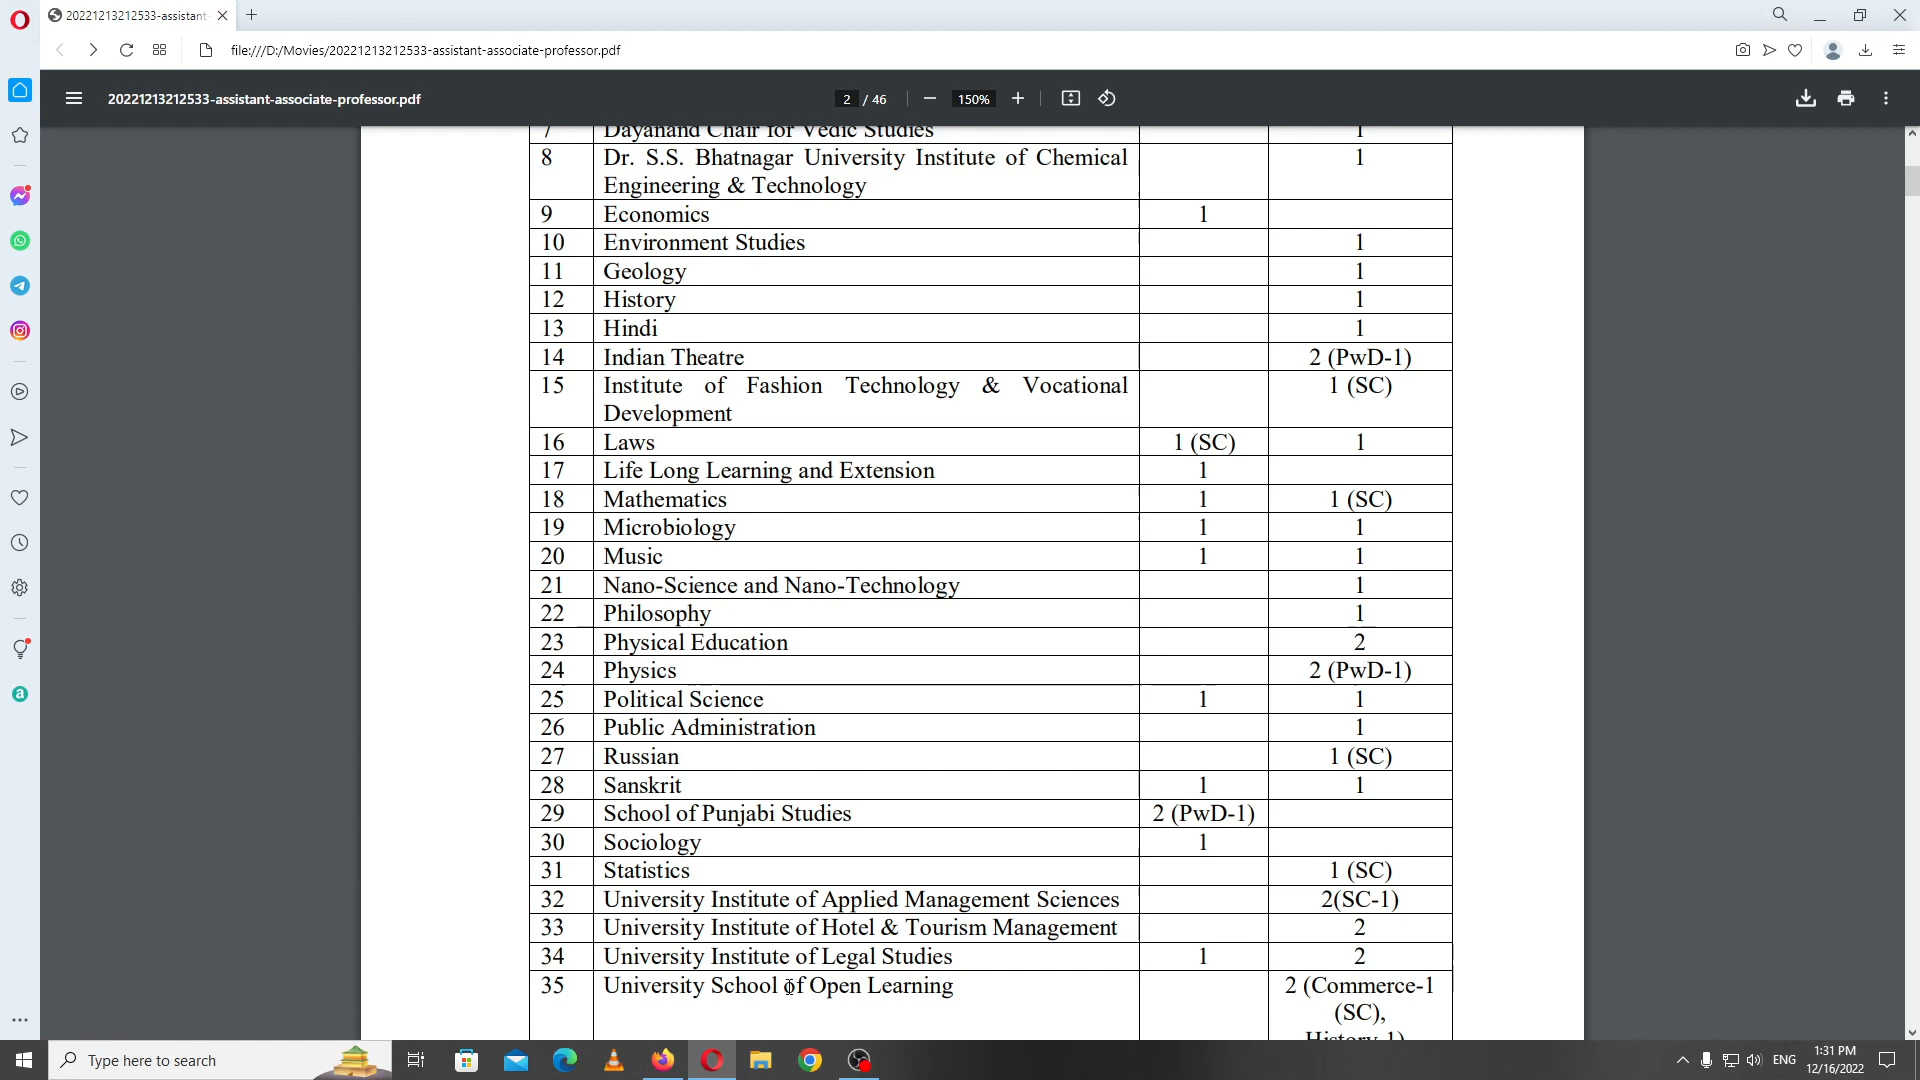 20221213212533-assistant-
file:///D:/Movies/20221213212533-assistant-associate-professor.pdf
20221213212533-assistant-associate-professor.pdf
2 / 46
150%
7 Dayanand Chair for Vedic Studies 1
8 Dr. S.S. Bhatnagar University Institute of Chemical 1
Engineering & Technology
9 Economics 1
10 Environment Studies 1
11 Geology 1
12 History 1
13 Hindi 1
14 Indian Theatre 2 (PwD-1)
15 Institute of Fashion Technology & Vocational 1 (SC)
Development
16 Laws 1 (SC) 1
17 Life Long Learning and Extension 1
18 Mathematics 1 1 (SC)
19 Microbiology 1 1
20 Music 1 1
21 Nano-Science and Nano-Technology 1
22 Philosophy 1
23 Physical Education 2
24 Physics 2 (PwD-1)
25 Political Science 1 1
26 Public Administration 1
27 Russian 1 (SC)
28 Sanskrit 1 1
29 School of Punjabi Studies 2 (PwD-1)
30 Sociology 1
31 Statistics 1 (SC)
32 University Institute of Applied Management Sciences 2(SC-1)
33 University Institute of Hotel & Tourism Management 2
34 University Institute of Legal Studies 1 2
35 University School of Open Learning 2 (Commerce-1
(SC),
History-1)
Type here to search
ENG
1:31 PM
12/16/2022